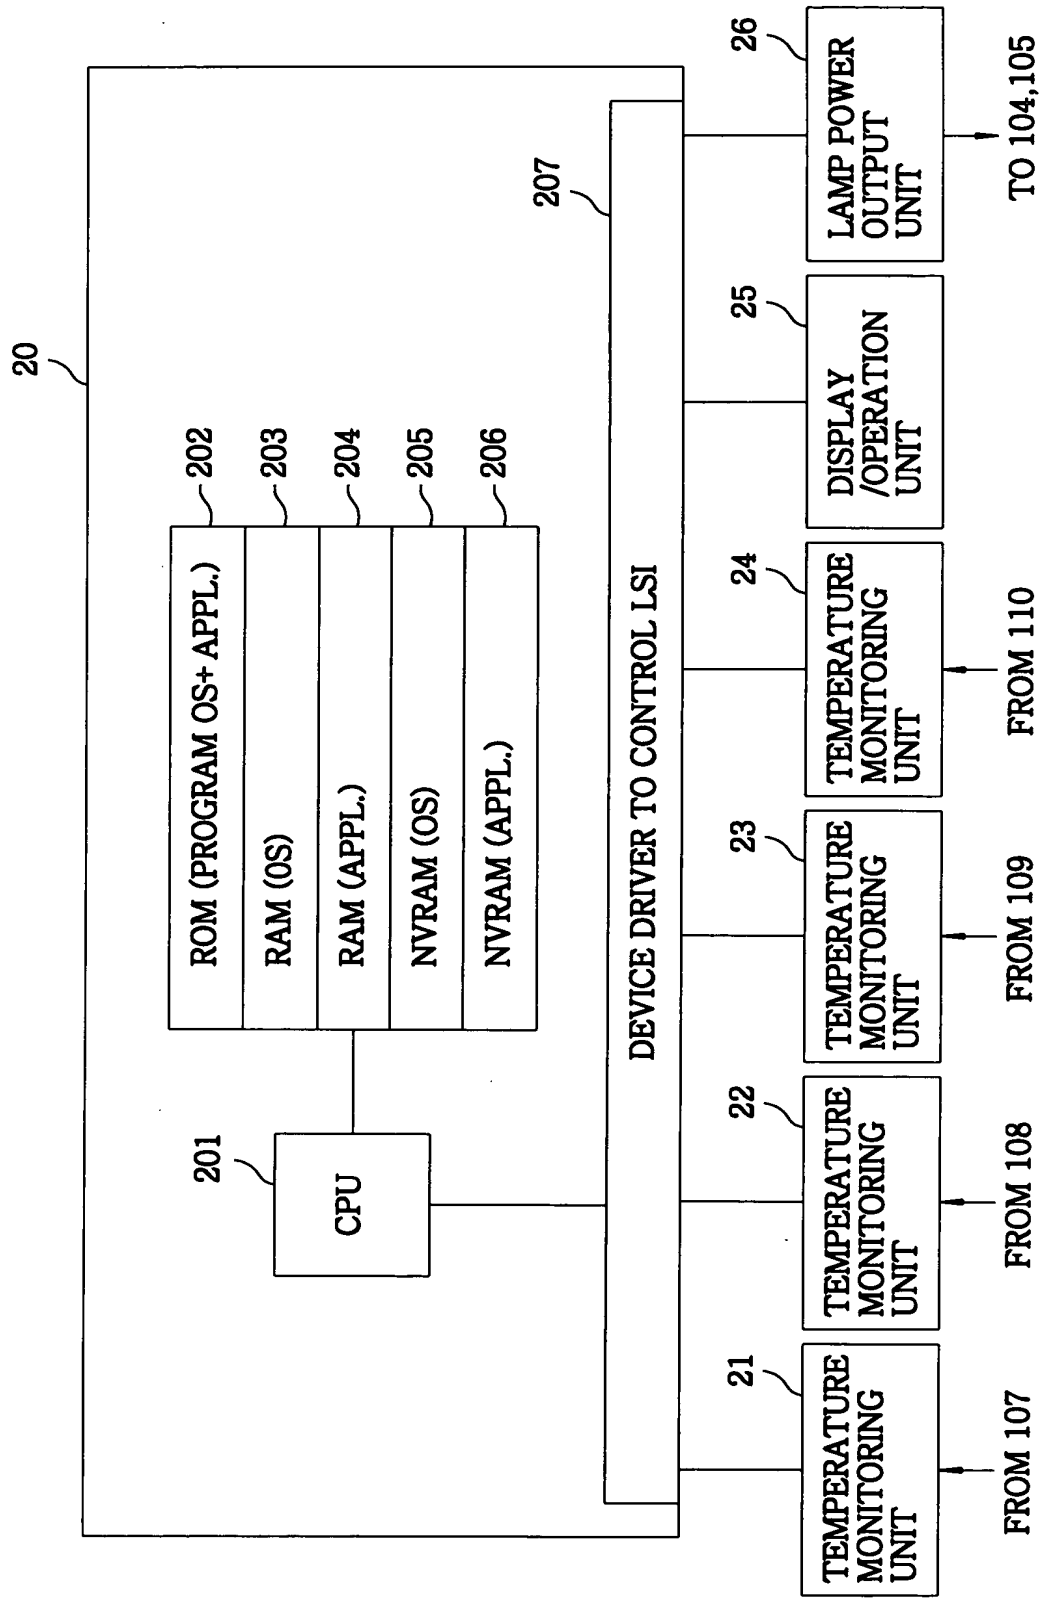 20
201
CPU
ROM (PROGRAM OS+ APPL.)
202
RAM (OS)
203
RAM (APPL.)
204
NVRAM (OS)
205
NVRAM (APPL.)
206
207
DEVICE DRIVER TO CONTROL LSI
21
TEMPERATURE
MONITORING
UNIT
FROM 107
22
TEMPERATURE
MONITORING
UNIT
FROM 108
23
TEMPERATURE
MONITORING
UNIT
FROM 109
24
TEMPERATURE
MONITORING
UNIT
FROM 110
25
DISPLAY
/OPERATION
UNIT
26
LAMP POWER
OUTPUT
UNIT
TO 104,105